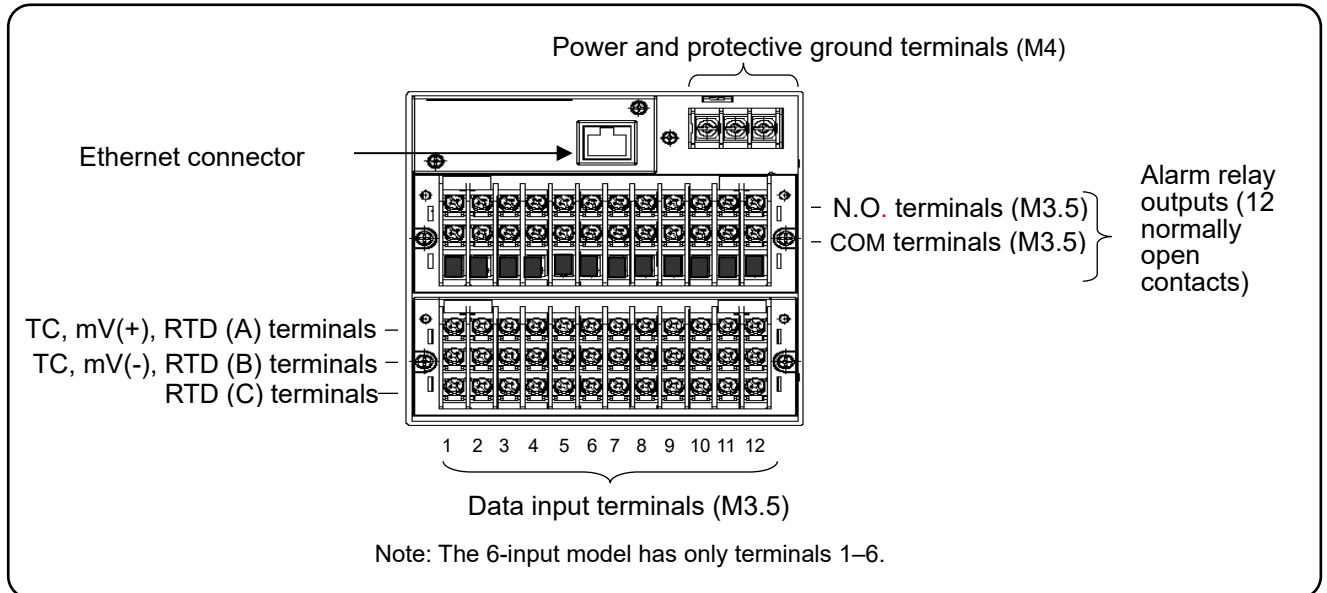 Power and protective ground terminals (M4)
Ethernet connector
N.O. terminals (M3.5)
COM terminals (M3.5)
Alarm relay
outputs (12
normally
open
contacts)
TC, mV(+), RTD (A) terminals
TC, mV(-), RTD (B) terminals
RTD (C) terminals
1 2 3 4 5 6 7 8 9 10 11 12
Data input terminals (M3.5)
Note: The 6-input model has only terminals 1–6.